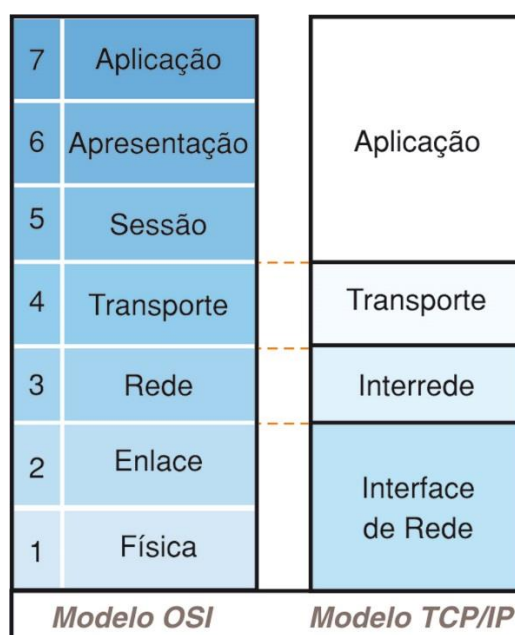 7 Aplicação
6 Apresentação
5 Sessão
4 Transporte
3 Rede
2 Enlace
1 Física
Modelo OSI
Aplicação
Transporte
Interrede
Interface
de Rede
Modelo TCP/IP